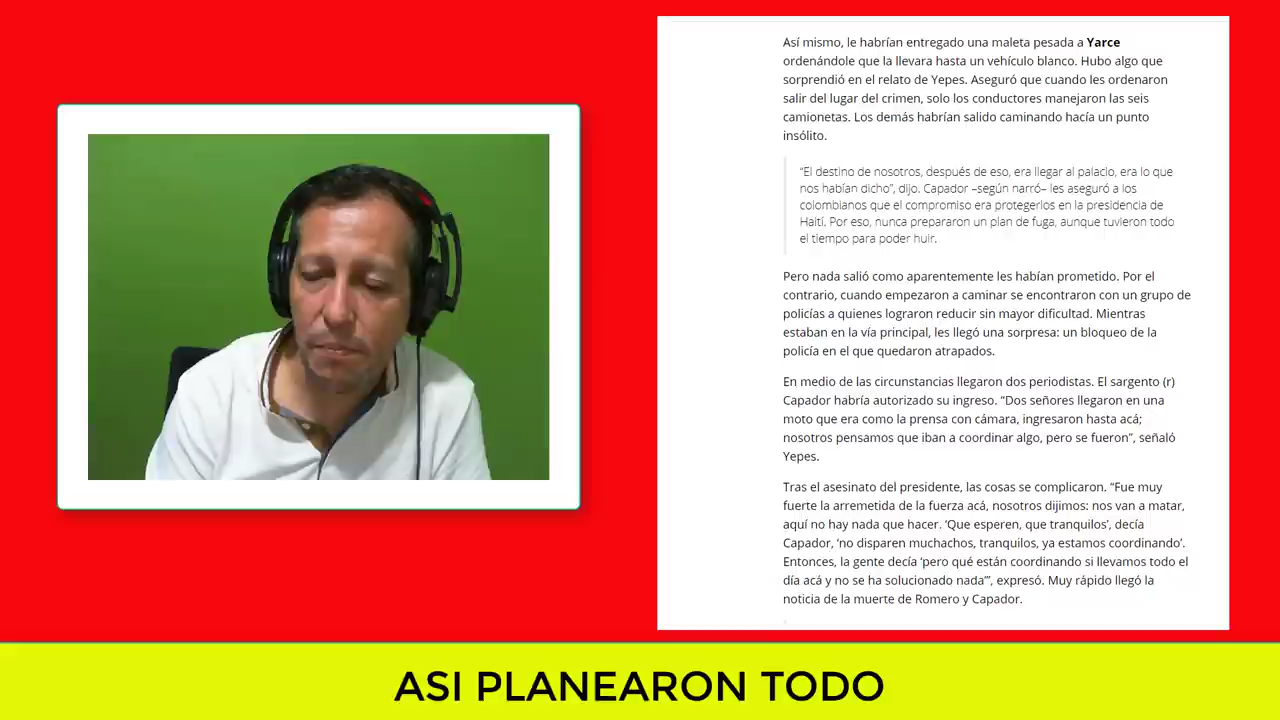 Así mismo, le habrían entregado una maleta pesada a Yarce
ordenándole que la llevara hasta un vehículo blanco. Hubo algo que
sorprendió en el relato de Yepes. Aseguró que cuando les ordenaron
salir del lugar del crimen, solo los conductores manejaron las seis
camionetas. Los demás habrían salido caminando hacía un punto
insólito.
“El destino de nosotros, después de eso, era llegar al palacio, era lo que
nos habían dicho”, dijo. Capador –según narró– les aseguró a los
colombianos que el compromiso era protegerlos en la presidencia de
Haití. Por eso, nunca prepararon un plan de fuga, aunque tuvieron todo
el tiempo para poder huir.
Pero nada salió como aparentemente les habían prometido. Por el
contrario, cuando empezaron a caminar se encontraron con un grupo de
policías a quienes lograron reducir sin mayor dificultad. Mientras
estaban en la vía principal, les llegó una sorpresa: un bloqueo de la
policía en el que quedaron atrapados.
En medio de las circunstancias llegaron dos periodistas. El sargento (r)
Capador habría autorizado su ingreso. “Dos señores llegaron en una
moto que era como la prensa con cámara, ingresaron hasta acá;
nosotros pensamos que iban a coordinar algo, pero se fueron”, señaló
Yepes.
Tras el asesinato del presidente, las cosas se complicaron. “Fue muy
fuerte la arremetida de la fuerza acá, nosotros dijimos: nos van a matar,
aquí no hay nada que hacer. ‘Que esperen, que tranquilos’, decía
Capador, ‘no disparen muchachos, tranquilos, ya estamos coordinando’.
Entonces, la gente decía ‘pero qué están coordinando si llevamos todo el
día acá y no se ha solucionado nada’”, expresó. Muy rápido llegó la
noticia de la muerte de Romero y Capador.
ASI PLANEARON TODO